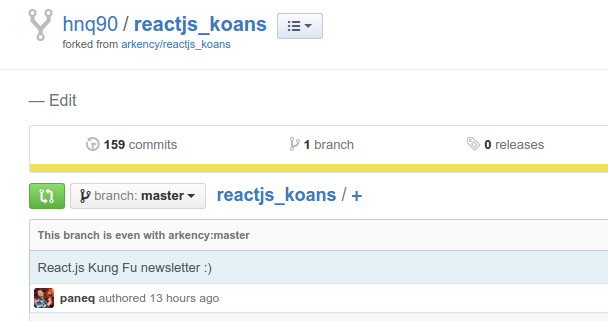 hnq90 / reactjs_koans
forked from arkency/reactjs_koans
— Edit
159 commits 1 branch 0 releases
branch: master reactjs_koans / +
This branch is even with arkency:master
React.js Kung Fu newsletter :)
paneq authored 13 hours ago